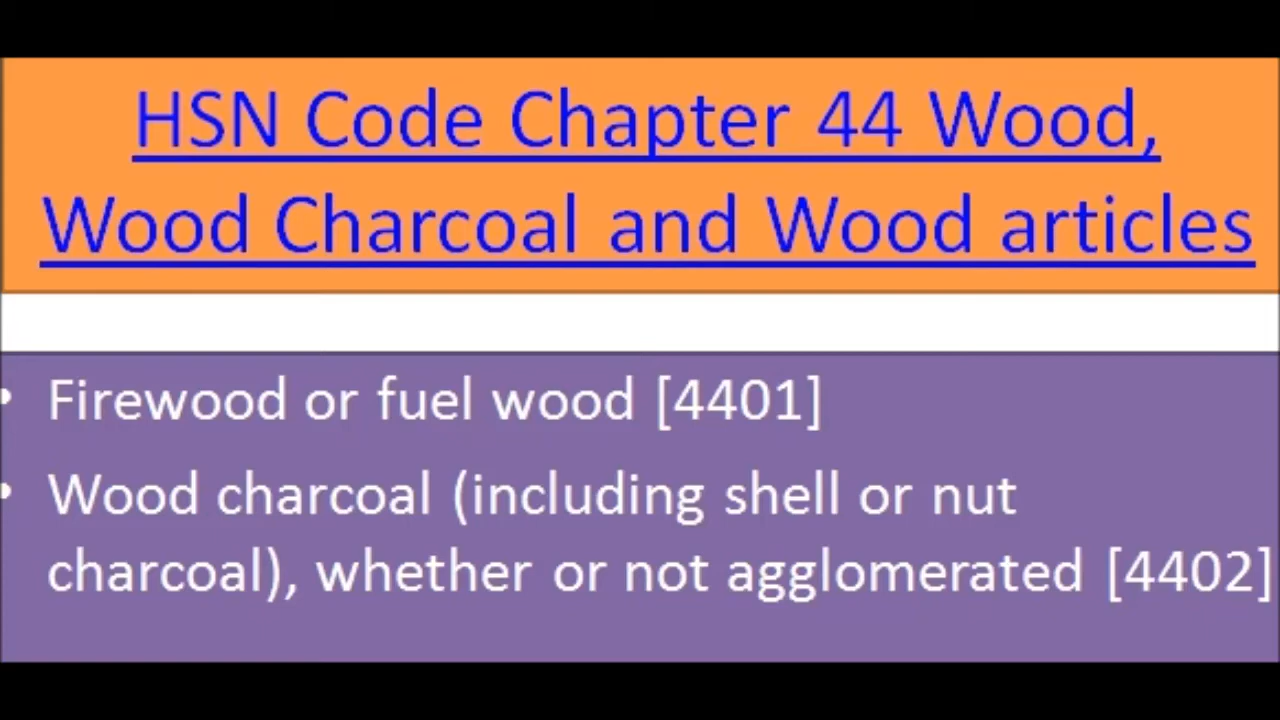 HSN Code Chapter 44 Wood,
Wood Charcoal and Wood articles
• Firewood or fuel wood [4401]
• Wood charcoal (including shell or nut
charcoal), whether or not agglomerated [4402]